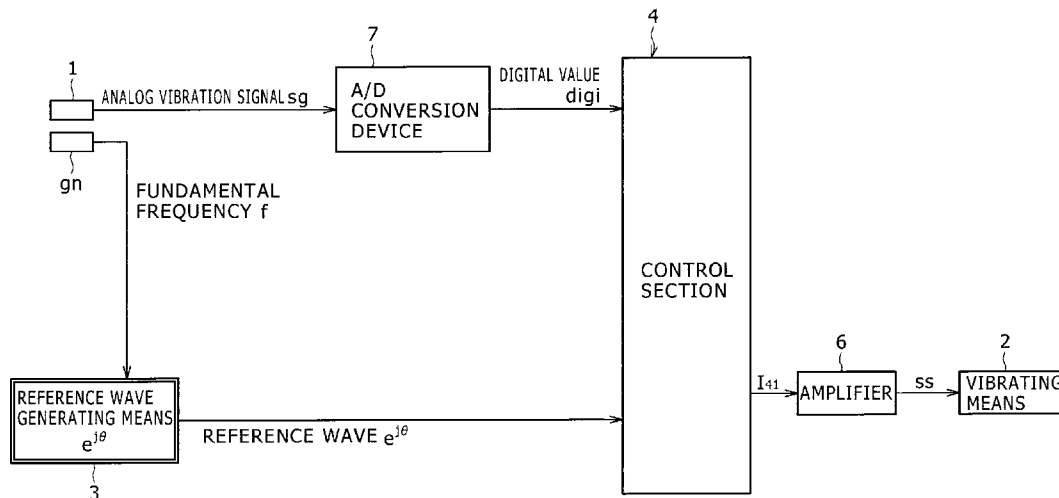 4
7
1
ANALOG VIBRATION SIGNAL sg
A/D
CONVERSION
DEVICE
DIGITAL VALUE
digi
gn
FUNDAMENTAL
FREQUENCY f
CONTROL
SECTION
6
2
I41
AMPLIFIER
ss
VIBRATING
MEANS
REFERENCE WAVE
GENERATING MEANS
e^jθ
REFERENCE WAVE e^jθ
3